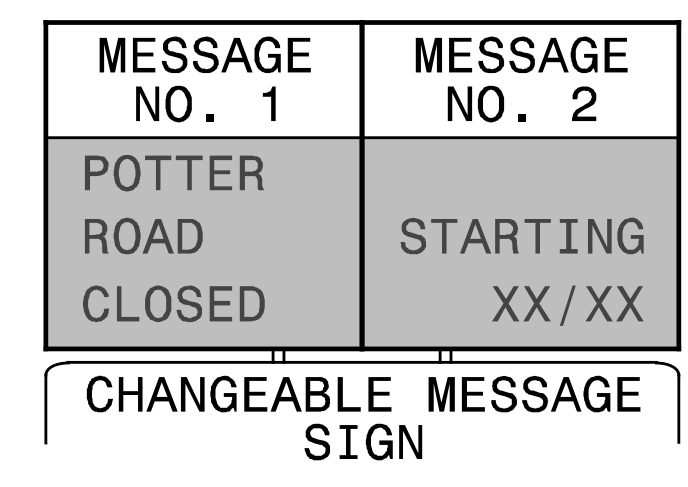 MESSAGE
NO. 1
MESSAGE
NO. 2
POTTER
ROAD
CLOSED
STARTING
XX/XX
CHANGEABLE MESSAGE
SIGN